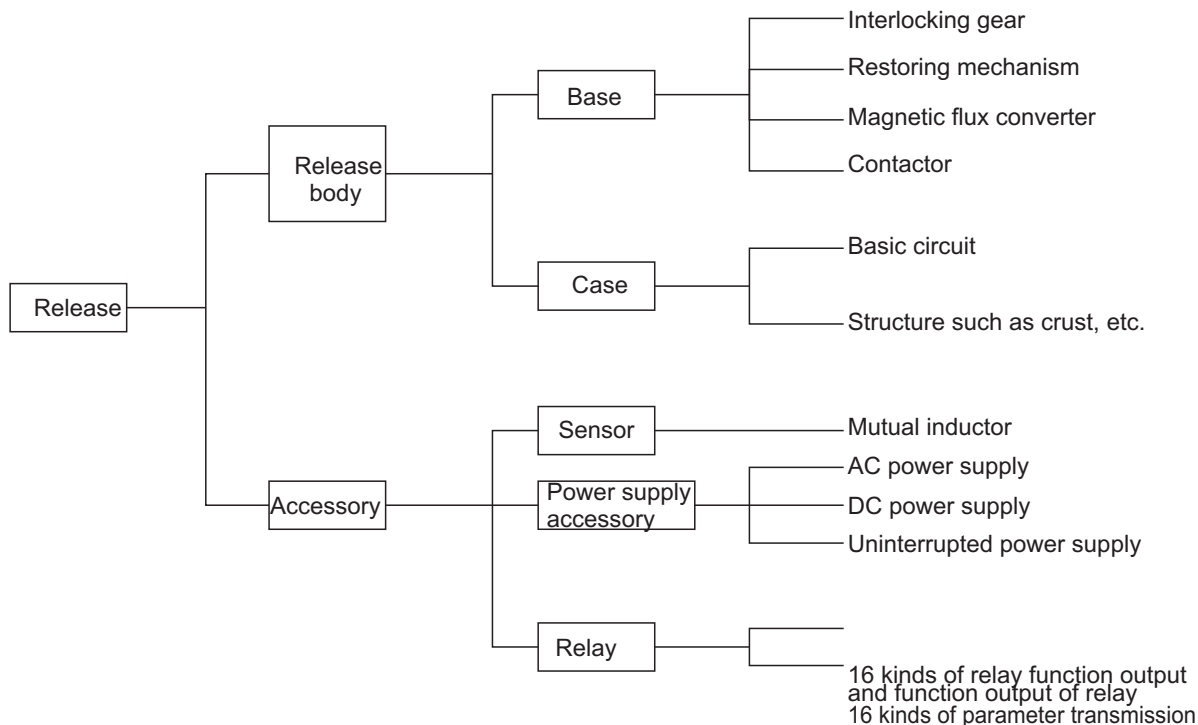 Release
Release
body
Accessory
Base
Case
Sensor
Power supply
accessory
Relay
Interlocking gear
Restoring mechanism
Magnetic flux converter
Contactor
Basic circuit
Structure such as crust, etc.
Mutual inductor
AC power supply
DC power supply
Uninterrupted power supply
16 kinds of relay function output
and function output of relay
16 kinds of parameter transmission